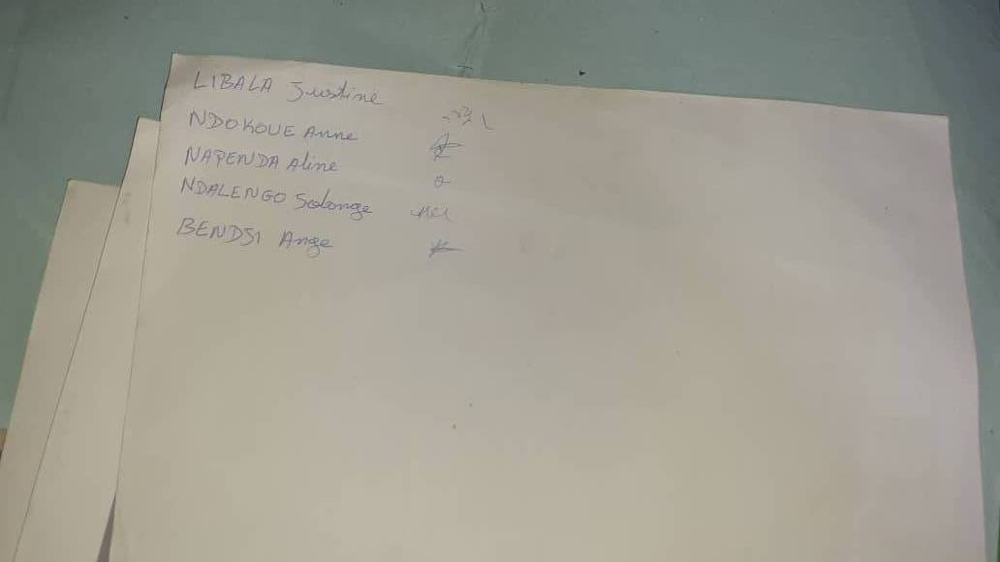 LIBALA Justine
NDOKOUE Anne
NAPENDA Aline
NDALENGO Solange
BENDSI Ange